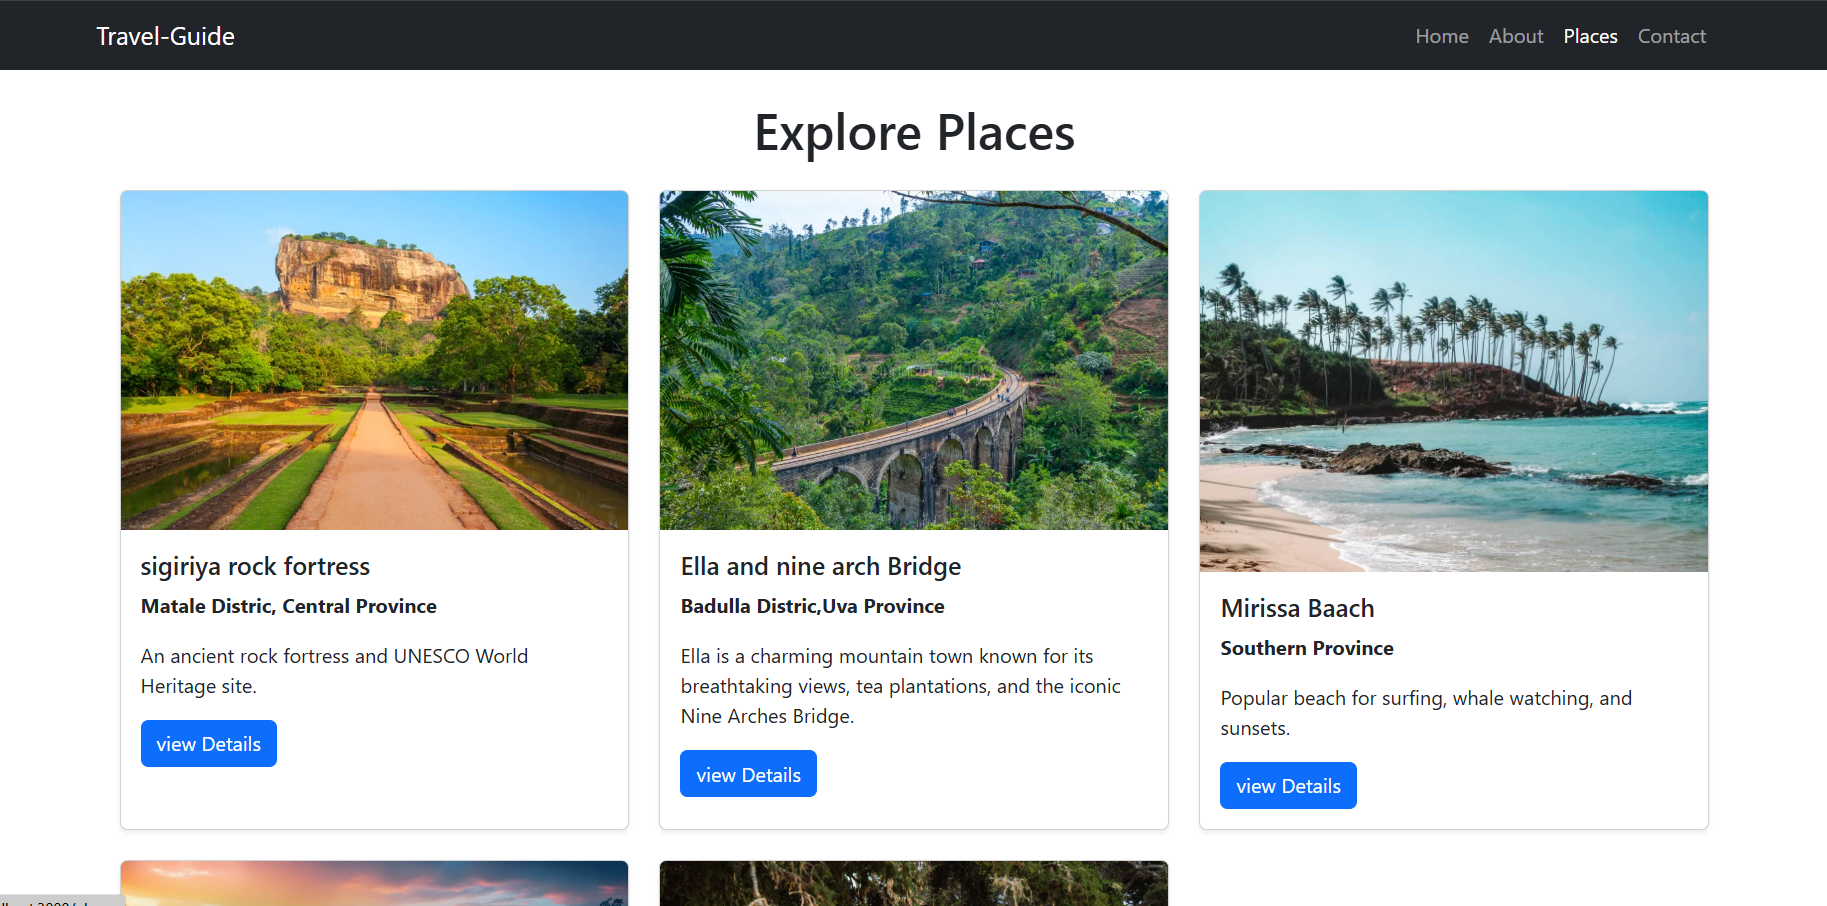 Travel-Guide
Home About Places Contact
Explore Places
sigiriya rock fortress
Matale Distric, Central Province
An ancient rock fortress and UNESCO World
Heritage site.
view Details
Ella and nine arch Bridge
Badulla Distric,Uva Province
Ella is a charming mountain town known for its
breathtaking views, tea plantations, and the iconic
Nine Arches Bridge.
view Details
Mirissa Baach
Southern Province
Popular beach for surfing, whale watching, and
sunsets.
view Details